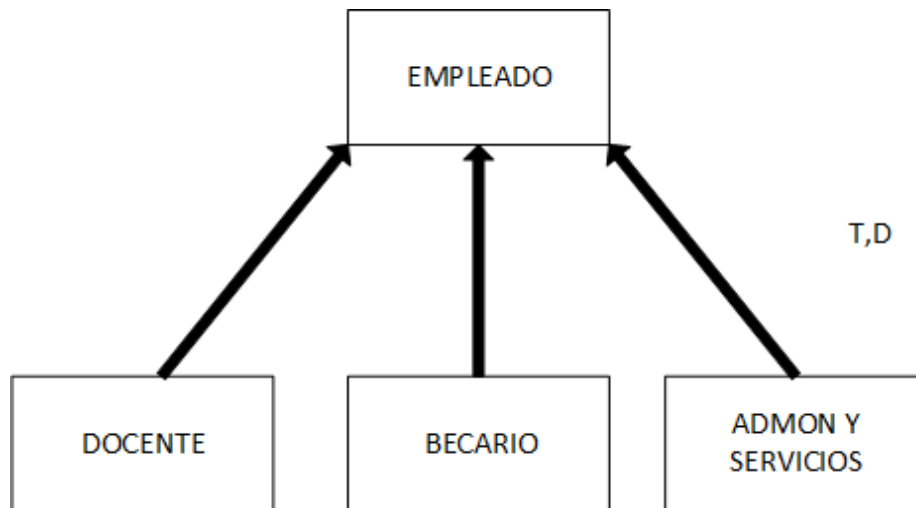 EMPLEADO
T,D
DOCENTE
BECARIO
ADMON Y
SERVICIOS